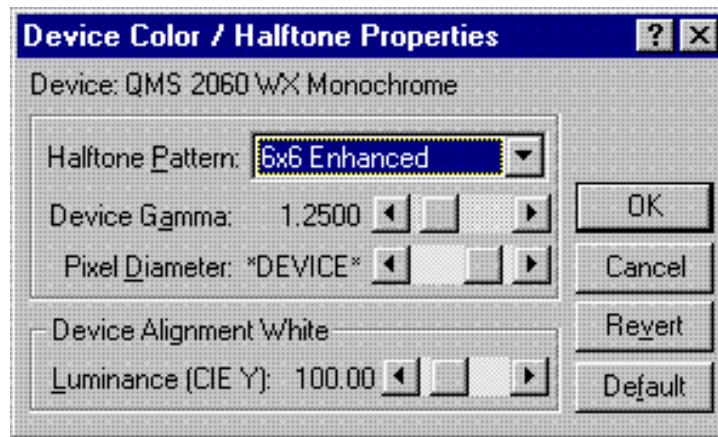 Device Color / Halftone Properties
Device: QMS 2060 WX Monochrome
Halftone Pattern: 6x6 Enhanced
Device Gamma: 1.2500
OK
Pixel Diameter: *DEVICE*
Cancel
Device Alignment White
Revert
Luminance (CIE Y): 100.00
Default